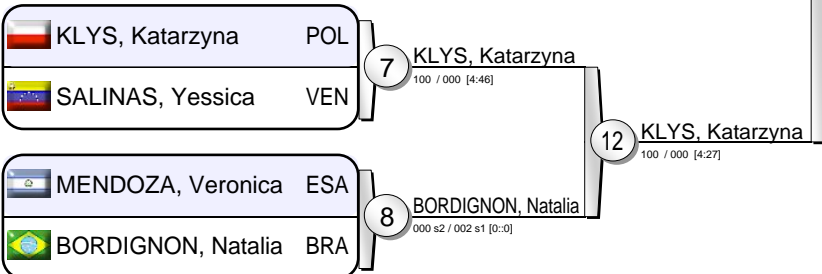 KLYS, Katarzyna POL
SALINAS, Yessica VEN
7
KLYS, Katarzyna
100 / 000 [4:46]
MENDOZA, Veronica ESA
BORDIGNON, Natalia BRA
8
BORDIGNON, Natalia
000 s2 / 002 s1 [0::0]
12
KLYS, Katarzyna
100 / 000 [4:27]